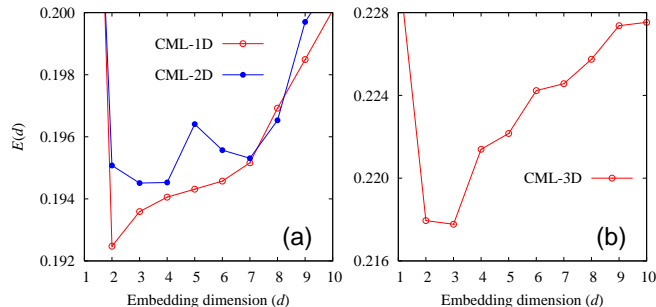 0.200
0.198
0.196
0.194
0.192
E(d)
CML-1D
CML-2D
(a)
1 2 3 4 5 6 7 8 9 10
Embedding dimension (d)
0.228
0.224
0.220
0.216
CML-3D
(b)
1 2 3 4 5 6 7 8 9 10
Embedding dimension (d)